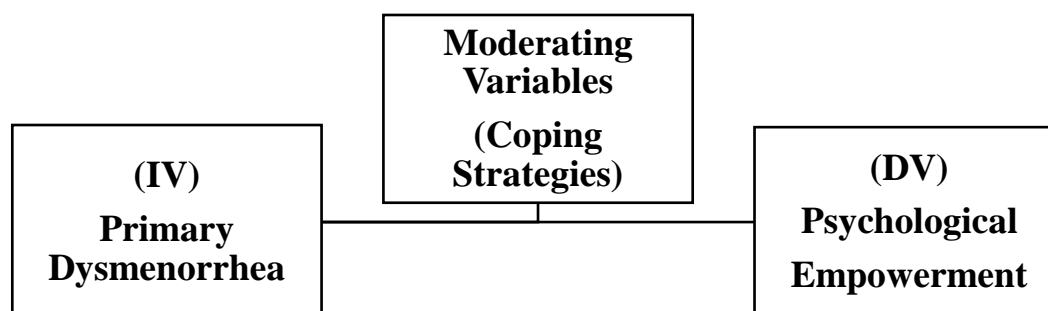 Moderating
Variables
(Coping
Strategies)
(IV)
Primary
Dysmenorrhea
(DV)
Psychological
Empowerment